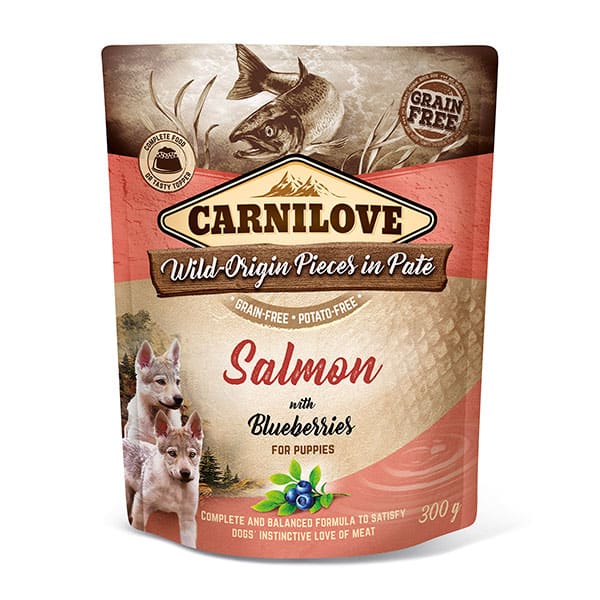 COMPLETE FOOD
OR TASTY TOPPER
GRAIN
FREE
CARNILOVE
Wild-Origin Pieces in Paté
GRAIN-FREE • POTATO-FREE
Salmon
with
Blueberries
FOR PUPPIES
COMPLETE AND BALANCED FORMULA TO SATISFY
DOGS' INSTINCTIVE LOVE OF MEAT
300 g